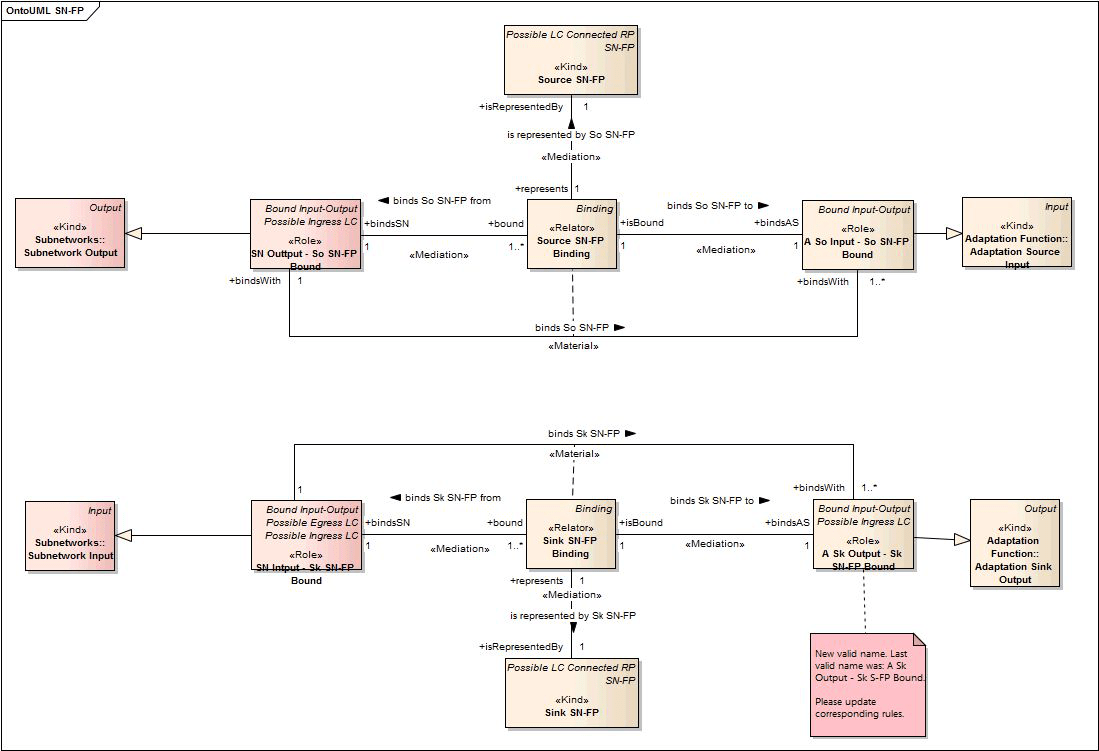 OntoUML SN-FP
Possible LC Connected RP
SN-FP
«Kind»
Source SN-FP
+isRepresentedBy 1
is represented by So SN-FP
«Mediation»
+represents 1
Output
«Kind»
Subnetworks::
Subnetwork Output
Bound Input-Output
Possible Ingress LC
«Role»
SN Outtput - So SN-FP
Bound
binds So SN-FP from
+bindsSN +bound
1 1..*
«Mediation»
Binding
«Relator»
Source SN-FP
Binding
binds So SN-FP to
+isBound +bindsAS
1 1
«Mediation»
Bound Input-Output
«Role»
A So Input - So SN-FP
Bound
Input
«Kind»
Adaptation Function::
Adaptation Source
Input
+bindsWith 1
+bindsWith 1..*
binds So SN-FP
«Material»
binds Sk SN-FP
«Material»
1
+bindsWith 1..*
Input
«Kind»
Subnetworks::
Subnetwork Input
Bound Input-Output
Possible Egress LC
Possible Ingress LC
«Role»
SN Intput - Sk SN-FP
Bound
binds Sk SN-FP from
+bindsSN +bound
1 1..*
«Mediation»
Binding
«Relator»
Sink SN-FP
Binding
binds Sk SN-FP to
+isBound +bindsAS
1 1
«Mediation»
Bound Input-Output
Possible Ingress LC
«Role»
A Sk Output - Sk
SN-FP Bound
Output
«Kind»
Adaptation
Function::
Adaptation Sink
Output
+represents 1
«Mediation»
is represented by Sk SN-FP
+isRepresentedBy 1
Possible LC Connected RP
SN-FP
«Kind»
Sink SN-FP
New valid name. Last
valid name was: A Sk
Output - Sk S-FP Bound.
Please update
corresponding rules.